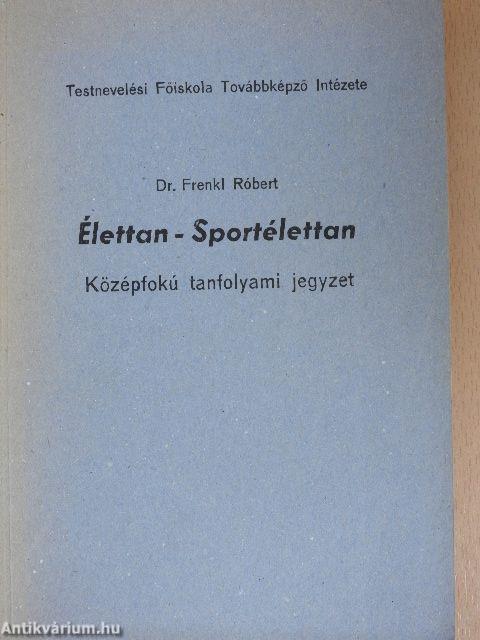 Testnevelési Főiskola Továbbképző Intézete
Dr. Frenkl Róbert
Élettan - Sportélettan
Középfokú tanfolyami jegyzet
Antikvárium.hu